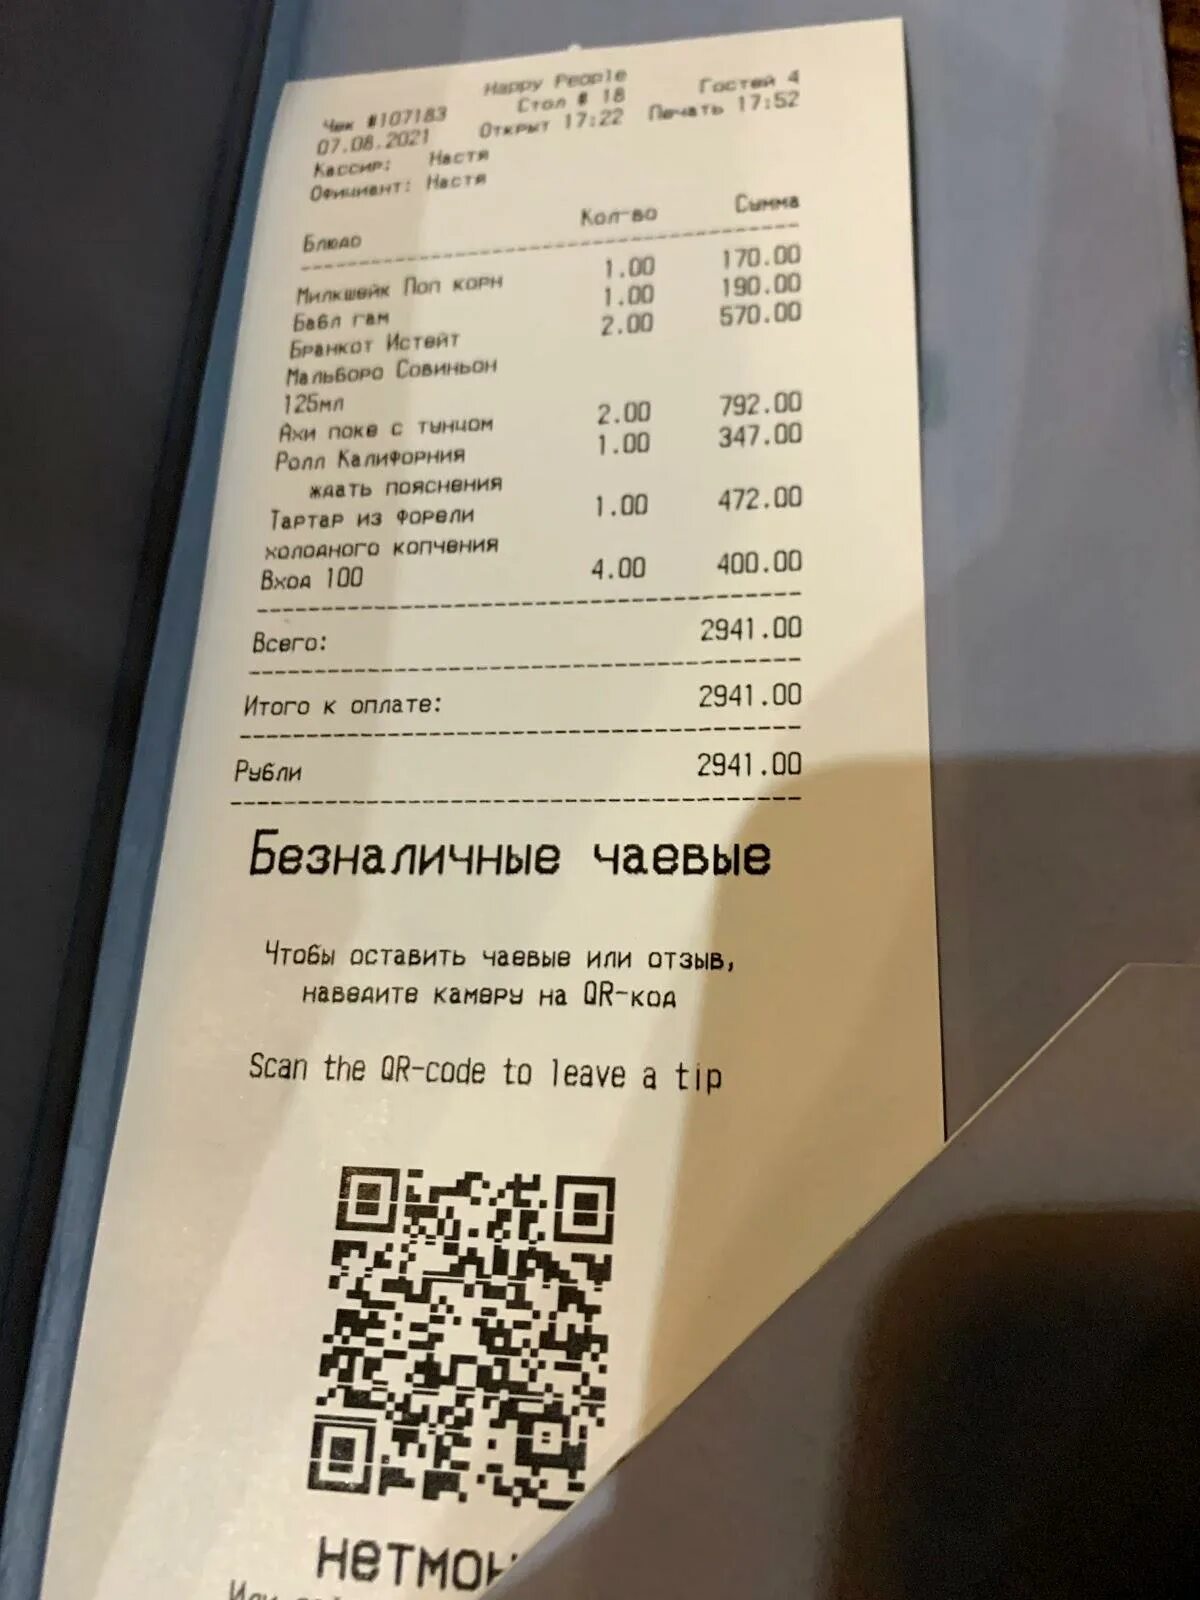 Happy People
Чек #107183 Стол # 18 Гостей 4
07.08.2021 Открыт 17:22 Печать 17:52
Кассир: Настя
Официант: Настя
Блюдо Кол-во Сумма
Милкшейк Поп корн 1.00 170.00
Бабл гам 1.00 190.00
Бранкот Истейт 2.00 570.00
Мальборо Совиньон
125мл
Ахи поке с тунцом 2.00 792.00
Ролл Калифорния 1.00 347.00
ждать пояснения
Тартар из форели 1.00 472.00
холодного копчения
Вход 100 4.00 400.00
Всего: 2941.00
Итого к оплате: 2941.00
Рубли 2941.00
Безналичные чаевые
Чтобы оставить чаевые или отзыв,
наведите камеру на QR-код
Scan the QR-code to leave a tip
нетмон
Или